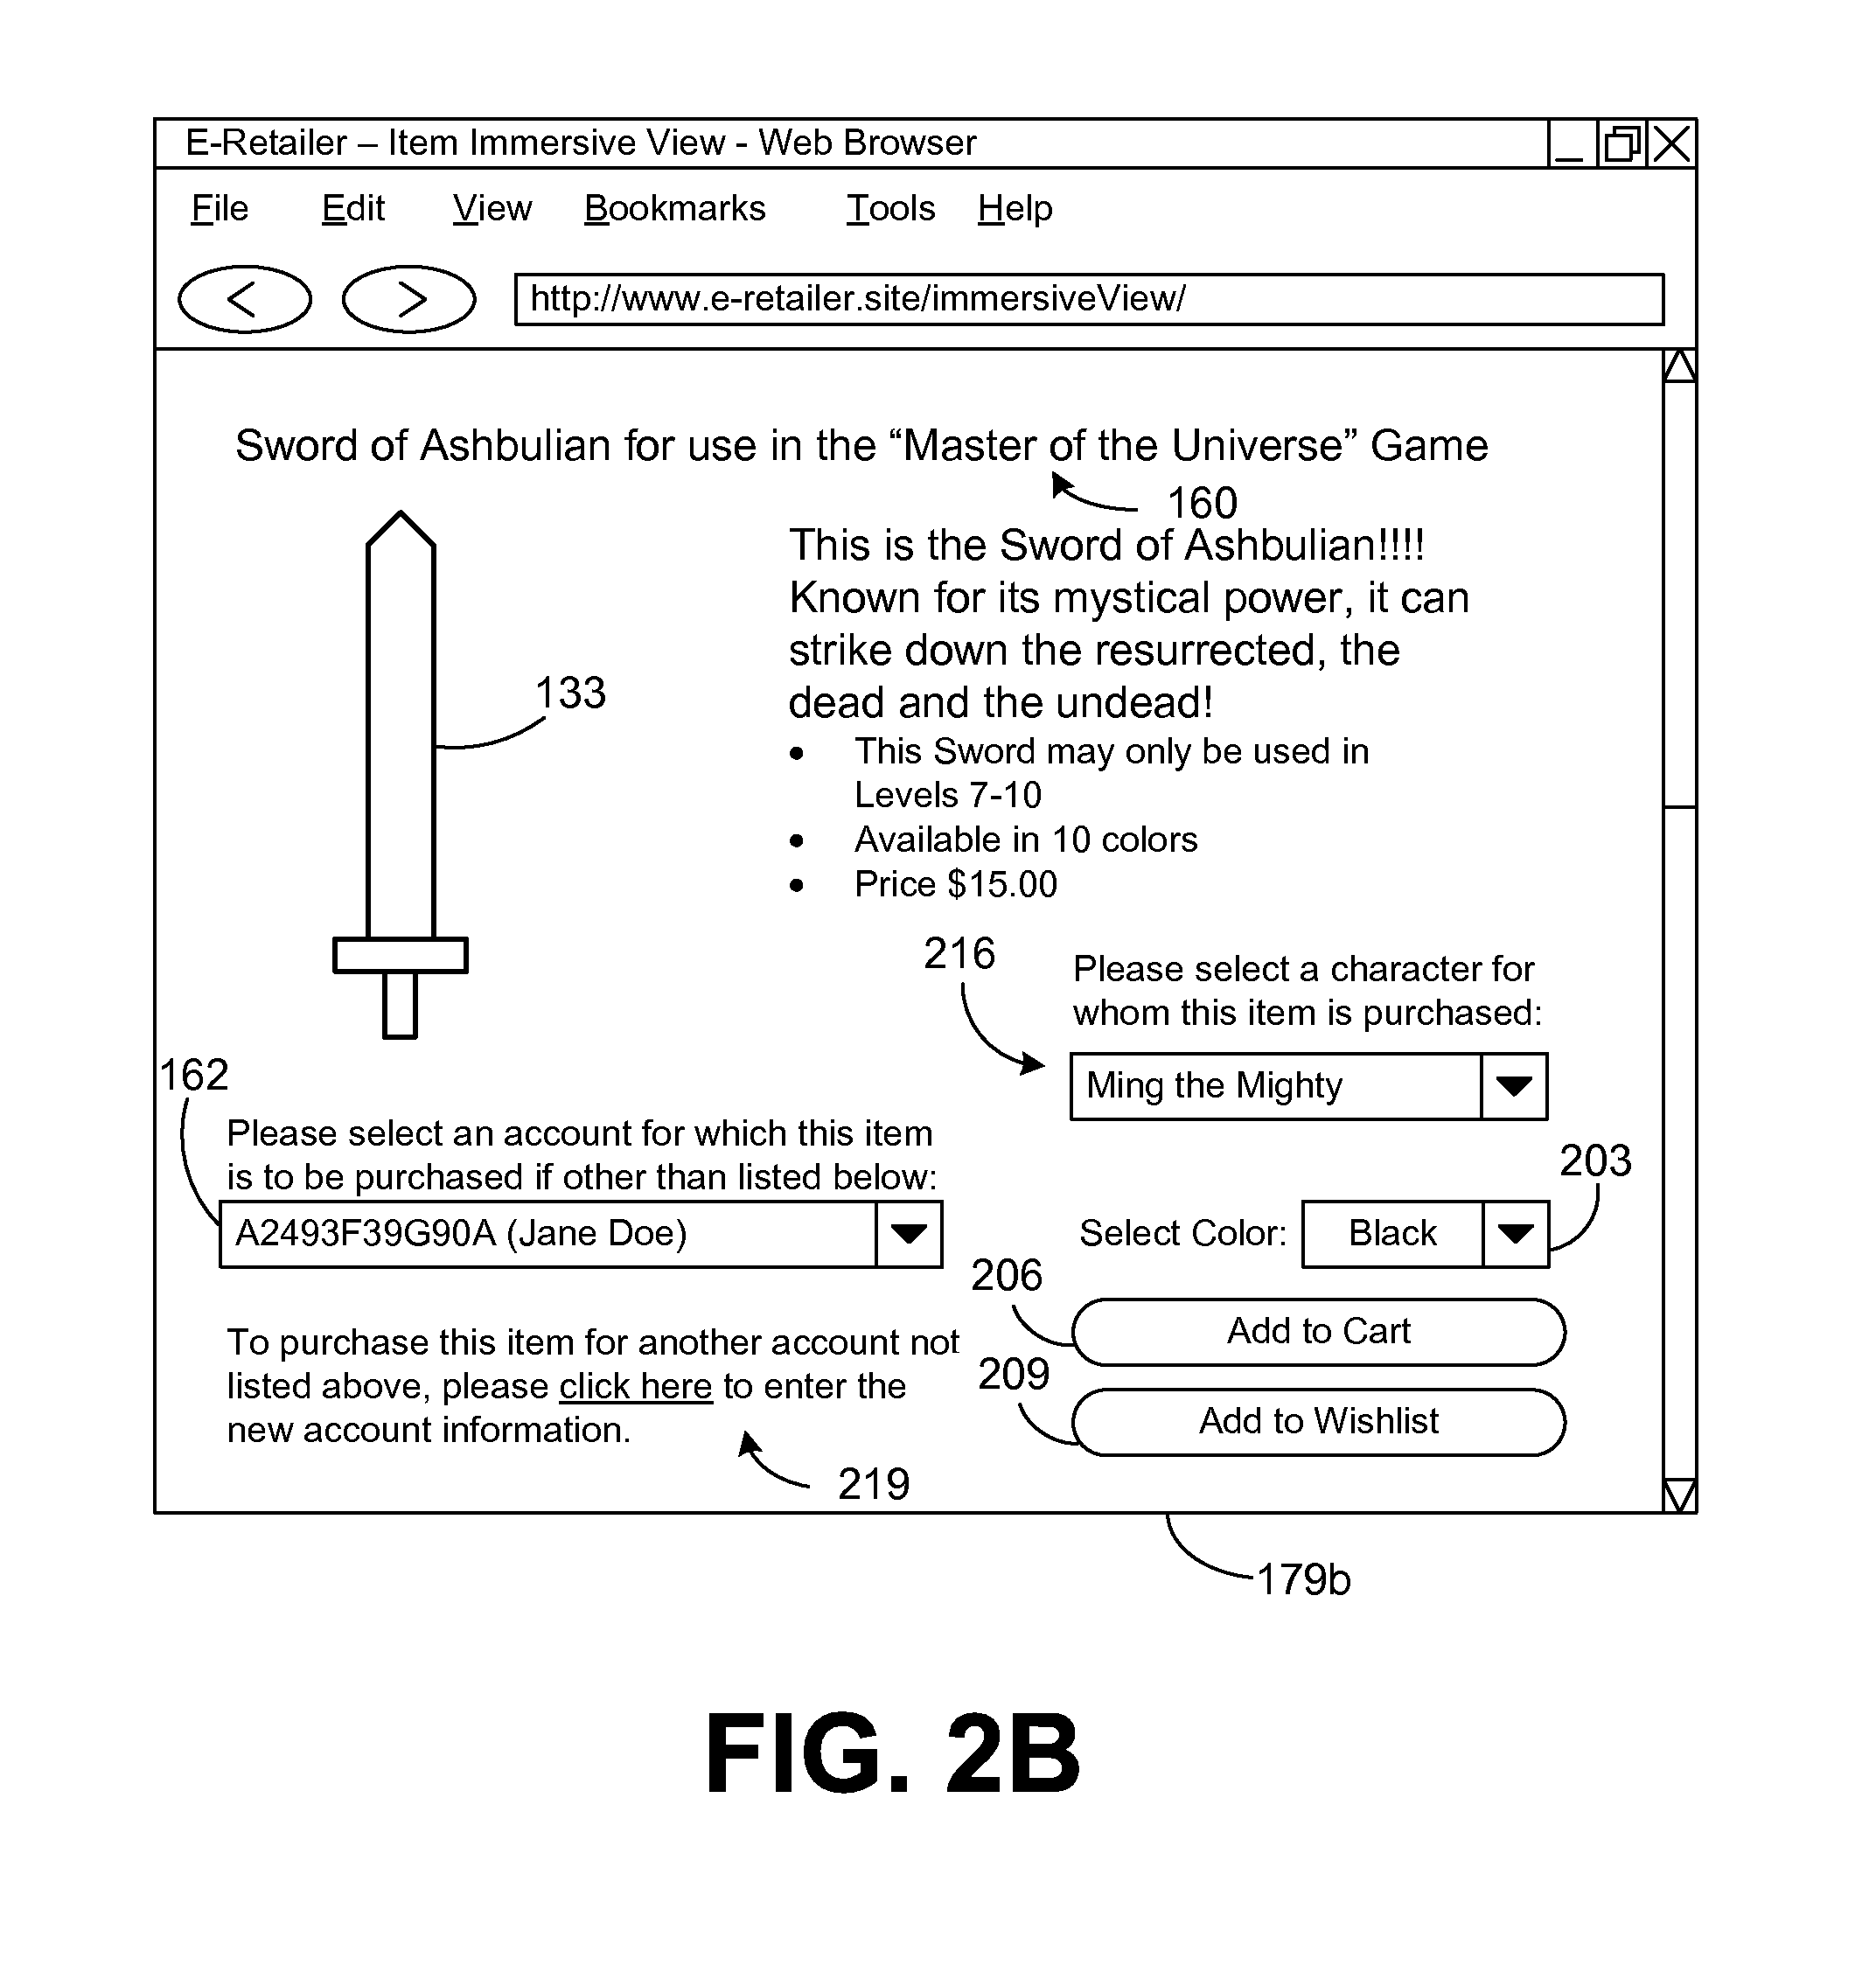 E-Retailer – Item Immersive View - Web Browser
File Edit View Bookmarks Tools Help
< >
http://www.e-retailer.site/immersiveView/
Sword of Ashbulian for use in the “Master of the Universe” Game
160
This is the Sword of Ashbulian!!!!
Known for its mystical power, it can
strike down the resurrected, the
dead and the undead!
• This Sword may only be used in
Levels 7-10
• Available in 10 colors
• Price $15.00
133
216
Please select a character for
whom this item is purchased:
Ming the Mighty
162
Please select an account for which this item
is to be purchased if other than listed below:
A2493F39G90A (Jane Doe)
203
Select Color: Black
206
Add to Cart
209
Add to Wishlist
To purchase this item for another account not
listed above, please click here to enter the
new account information.
219
179b
FIG. 2B